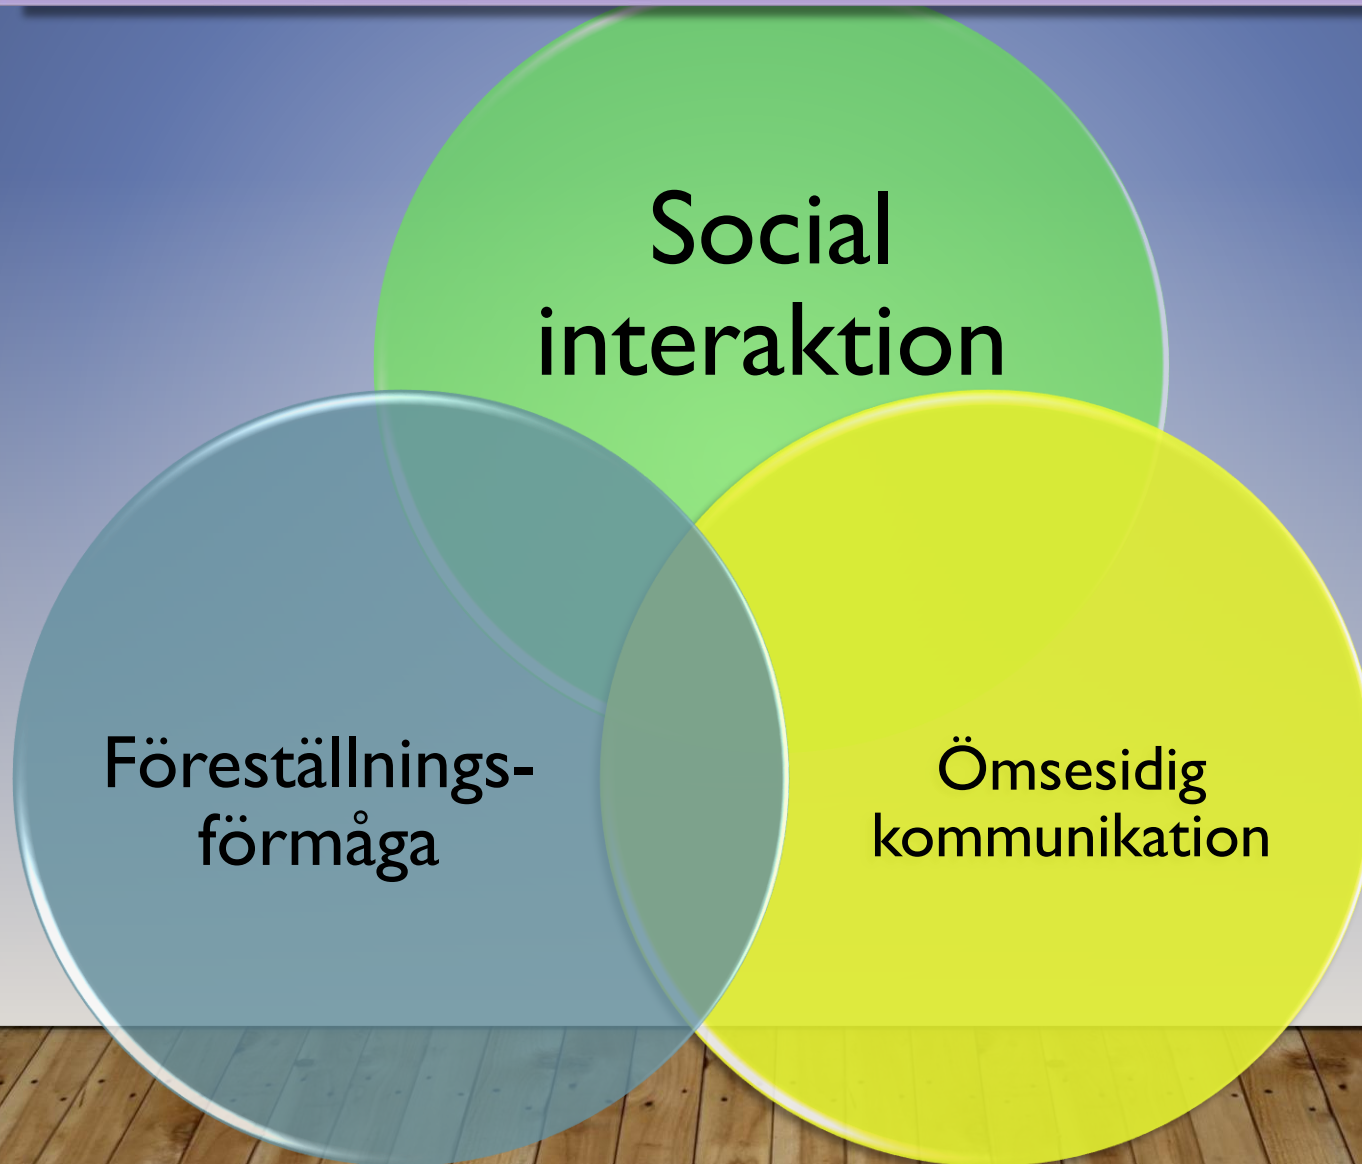 Social
interaktion
Föreställnings-
förmåga
Ömsesidig
kommunikation